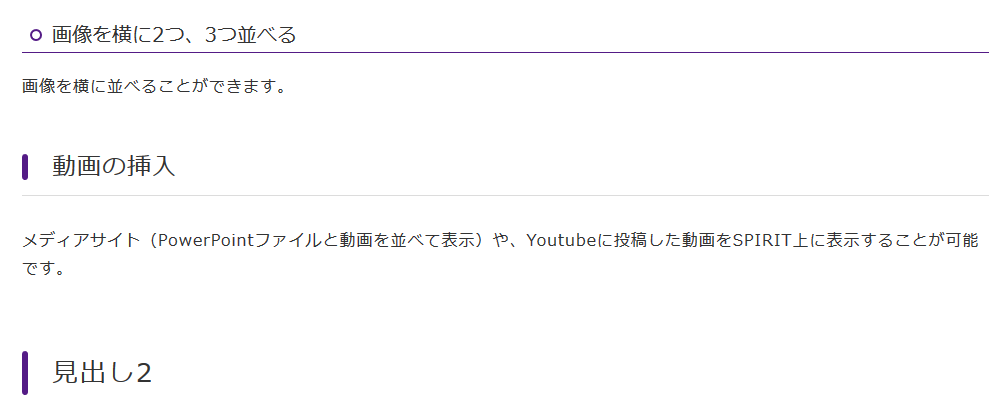 画像を横に2つ、3つ並べる
画像を横に並べることができます。
動画の挿入
メディアサイト（PowerPointファイルと動画を並べて表示）や、Youtubeに投稿した動画をSPIRIT上に表示することが可能
です。
見出し2